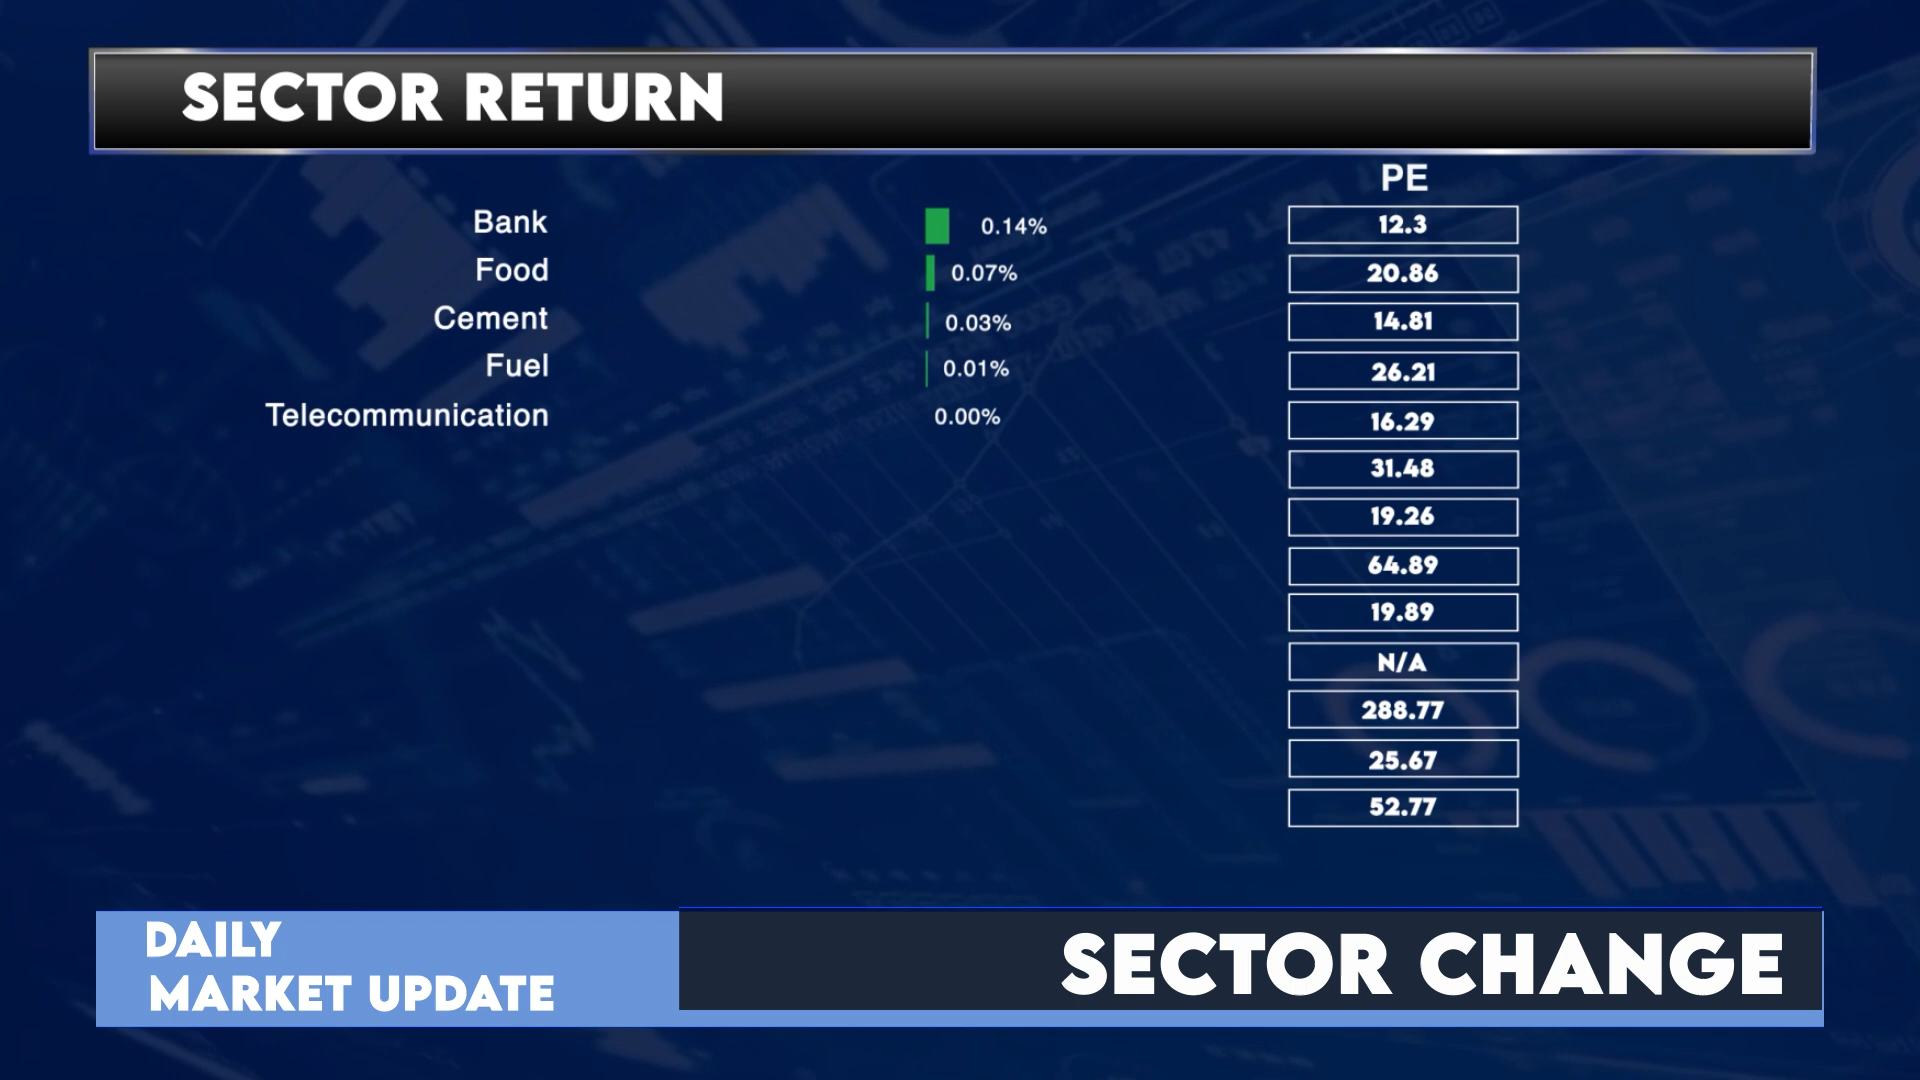 SECTOR RETURN
PE
Bank 0.14% 12.3
Food 0.07% 20.86
Cement 0.03% 14.81
Fuel 0.01% 26.21
Telecommunication 0.00% 16.29
31.48
19.26
64.89
19.89
N/A
288.77
25.67
52.77
DAILY
MARKET UPDATE
SECTOR CHANGE